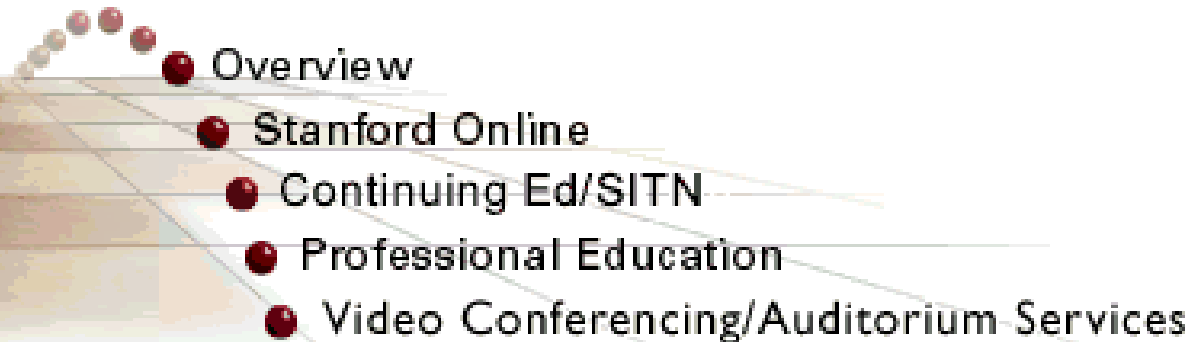 Overview
Stanford Online
Continuing Ed/SITN
Professional Education
Video Conferencing/Auditorium Services